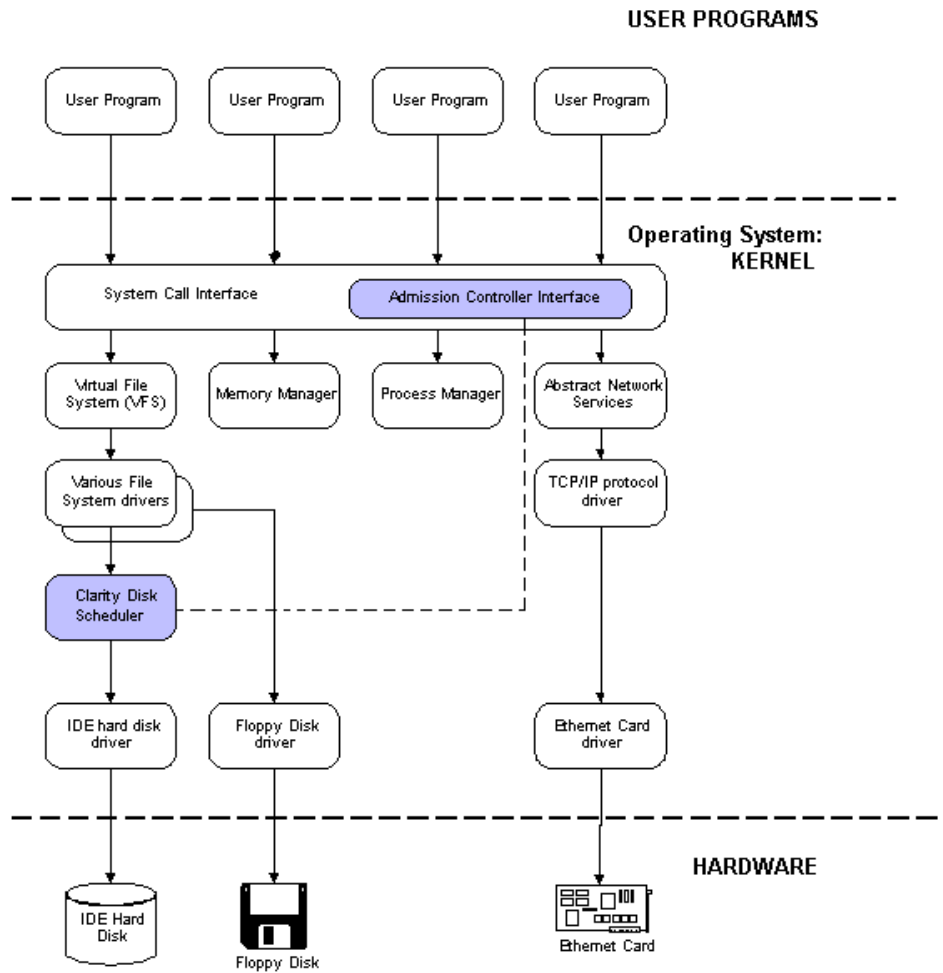 USER PROGRAMS
User Program
User Program
User Program
User Program
Operating System:
KERNEL
System Call Interface
Admission Controller Interface
Virtual File
System (VFS)
Memory Manager
Process Manager
Abstract Network
Services
Various File
System drivers
TCP/IP protocol
driver
Clarity Disk
Scheduler
IDE hard disk
driver
Floppy Disk
driver
Ethernet Card
driver
HARDWARE
IDE Hard
Disk
Floppy Disk
Ethernet Card